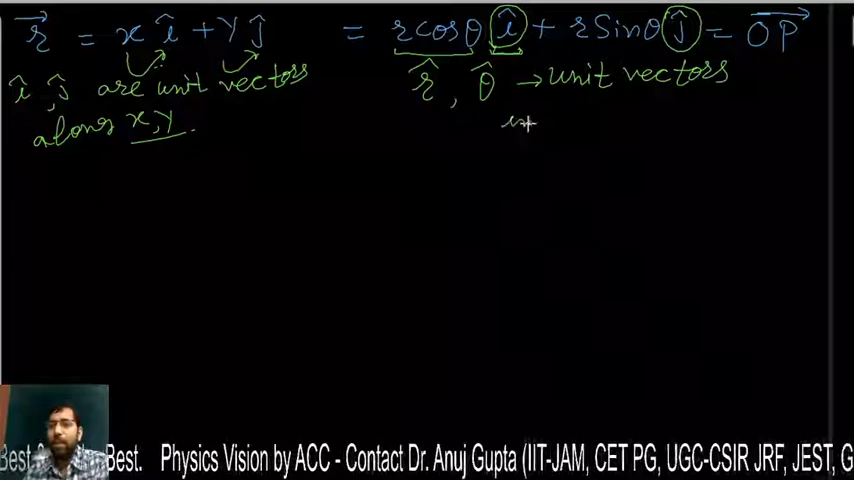 r⃗ = x î + y ĵ = r cosθ î + r Sinθ ĵ = OP⃗
î, ĵ are unit vectors
along x, y.
r̂, θ̂ → unit vectors
Best. Physics Vision by ACC - Contact Dr. Anuj Gupta (IIT-JAM, CET PG, UGC-CSIR JRF, JEST, G